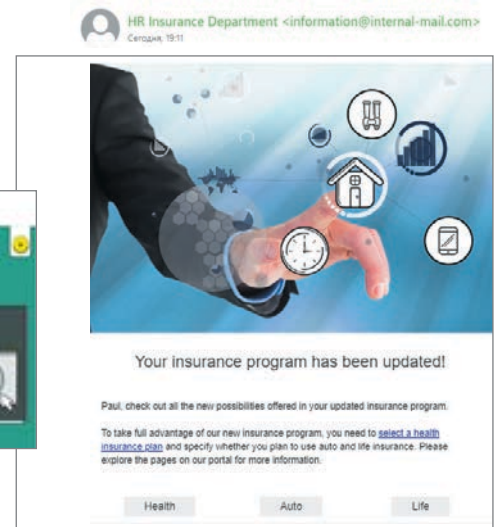 HR Insurance Department <information@internal-mail.com>
Сегодня, 19:11
Your insurance program has been updated!
Paul, check out all the new possibilities offered in your updated insurance program.
To take full advantage of our new insurance program, you need to select a health
insurance plan and specify whether you plan to use auto and life insurance. Please
explore the pages on our portal for more information.
Health Auto Life